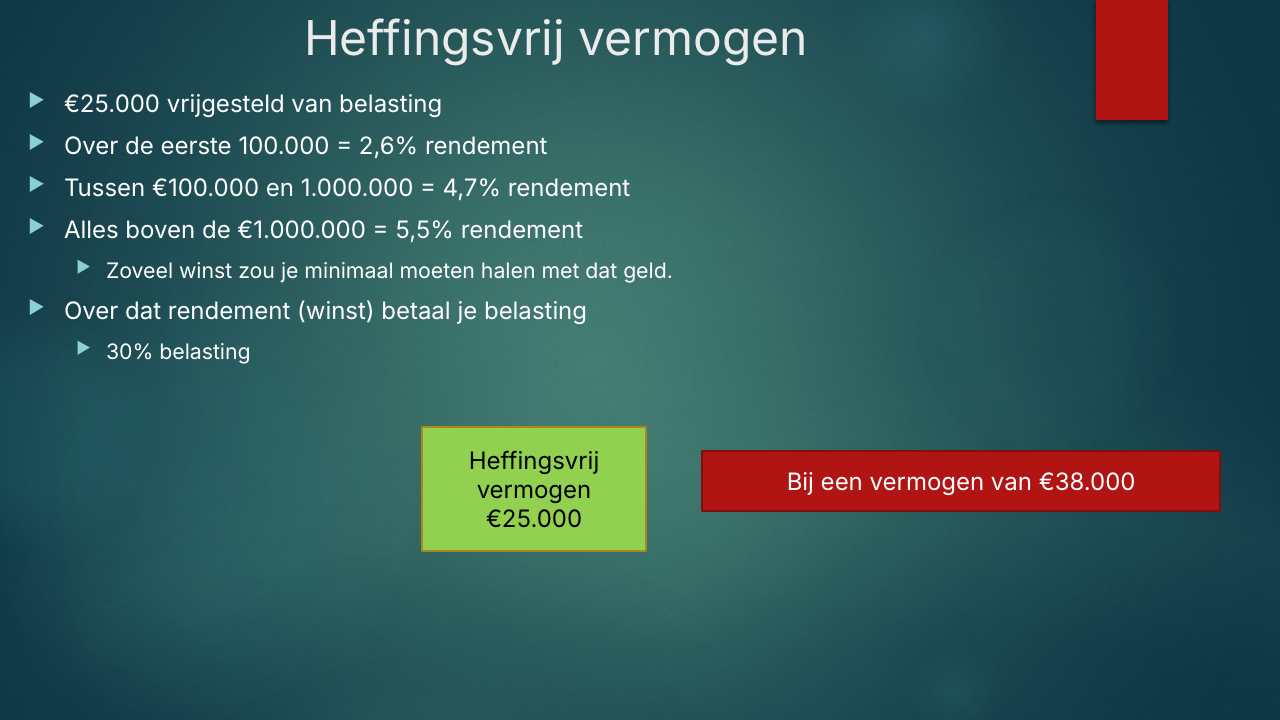 Heffingsvrij vermogen
€25.000 vrijgesteld van belasting
Over de eerste 100.000 = 2,6% rendement
Tussen €100.000 en 1.000.000 = 4,7% rendement
Alles boven de €1.000.000 = 5,5% rendement
Zoveel winst zou je minimaal moeten halen met dat geld.
Over dat rendement (winst) betaal je belasting
30% belasting
Heffingsvrij
vermogen
€25.000
Bij een vermogen van €38.000